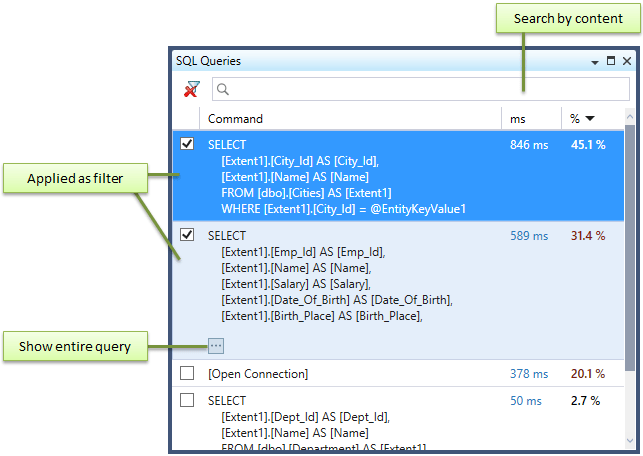 Search by content
SQL Queries
Command ms %
SELECT 846 ms 45.1 %
[Extent1].[City_Id] AS [City_Id],
[Extent1].[Name] AS [Name]
FROM [dbo].[Cities] AS [Extent1]
WHERE [Extent1].[City_Id] = @EntityKeyValue1
Applied as filter
SELECT 589 ms 31.4 %
[Extent1].[Emp_Id] AS [Emp_Id],
[Extent1].[Name] AS [Name],
[Extent1].[Salary] AS [Salary],
[Extent1].[Date_Of_Birth] AS [Date_Of_Birth],
[Extent1].[Birth_Place] AS [Birth_Place],
Show entire query
...
[Open Connection] 378 ms 20.1 %
SELECT 50 ms 2.7 %
[Extent1].[Dept_Id] AS [Dept_Id],
[Extent1].[Name] AS [Name]
FROM [dbo].[Department] AS [Extent1]